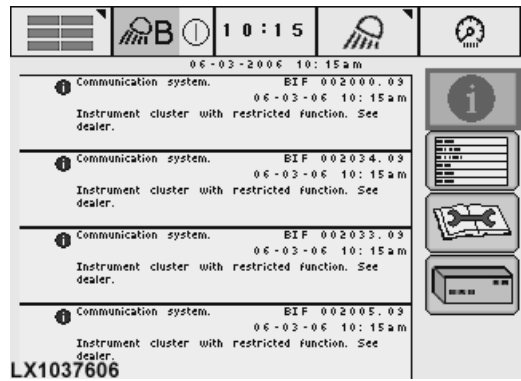 B 10:15
06-03-2006 10:15am
Communication system. BIF 002000.09
06-03-06 10:15am
Instrument cluster with restricted function. See
dealer.
Communication system. BIF 002034.09
06-03-06 10:15am
Instrument cluster with restricted function. See
dealer.
Communication system. BIF 002033.09
06-03-06 10:15am
Instrument cluster with restricted function. See
dealer.
Communication system. BIF 002005.09
06-03-06 10:15am
Instrument cluster with restricted function. See
dealer.
LX1037606